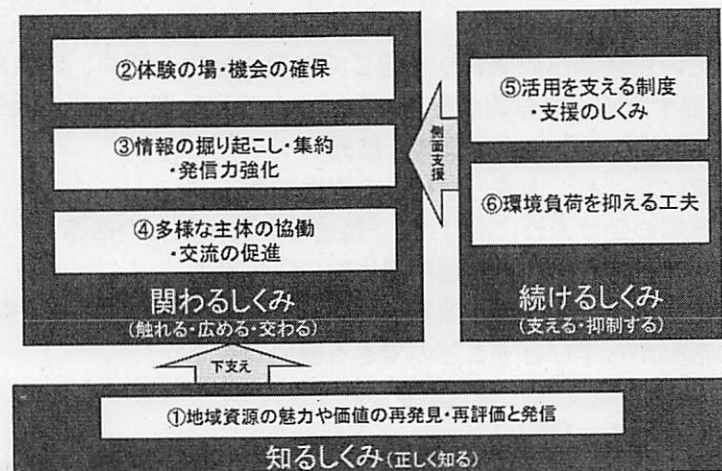 ②体験の場・機会の確保
③情報の掘り起こし・集約
・発信力強化
④多様な主体の協働
・交流の促進
関わるしくみ
(触れる・広める・交わる)
側面支援
⑤活用を支える制度
・支援のしくみ
⑥環境負荷を抑える工夫
続けるしくみ
(支える・抑制する)
下支え
①地域資源の魅力や価値の再発見・再評価と発信
知るしくみ(正しく知る)